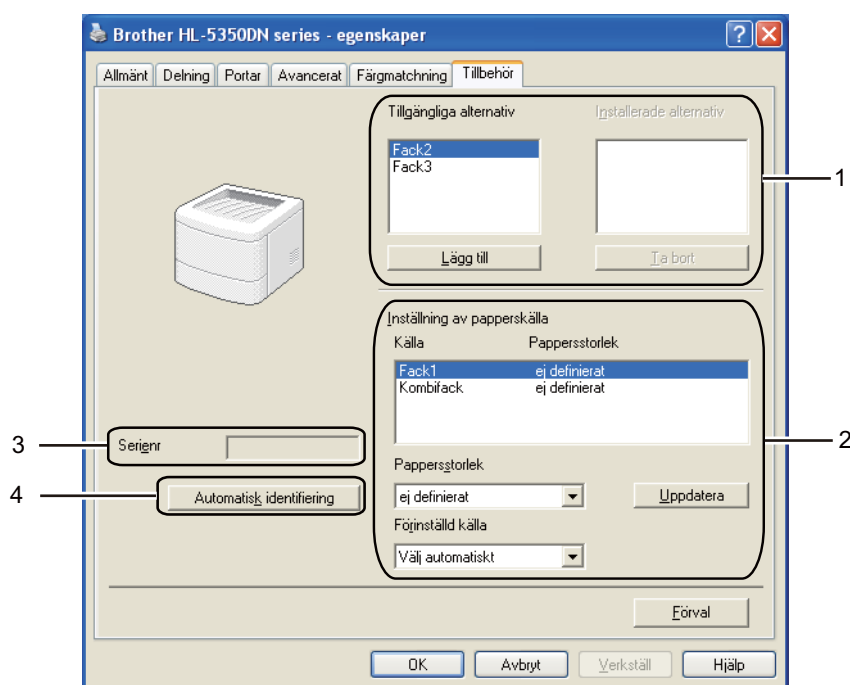 Brother HL-5350DN series - egenskaper
Allmänt Delning Portar Avancerat Färgmatchning Tillbehör
Tillgängliga alternativ Installerade alternativ
Fack2
Fack3
1
Lägg till Ta bort
Inställning av papperskälla
Källa Pappersstorlek
Fack1 ej definierat
Kombifack ej definierat
2
3 Serienr
Pappersstorlek
4 Automatisk identifiering
ej definierat Uppdatera
Förinställd källa
Välj automatiskt
Förval
OK Avbryt Verkställ Hjälp